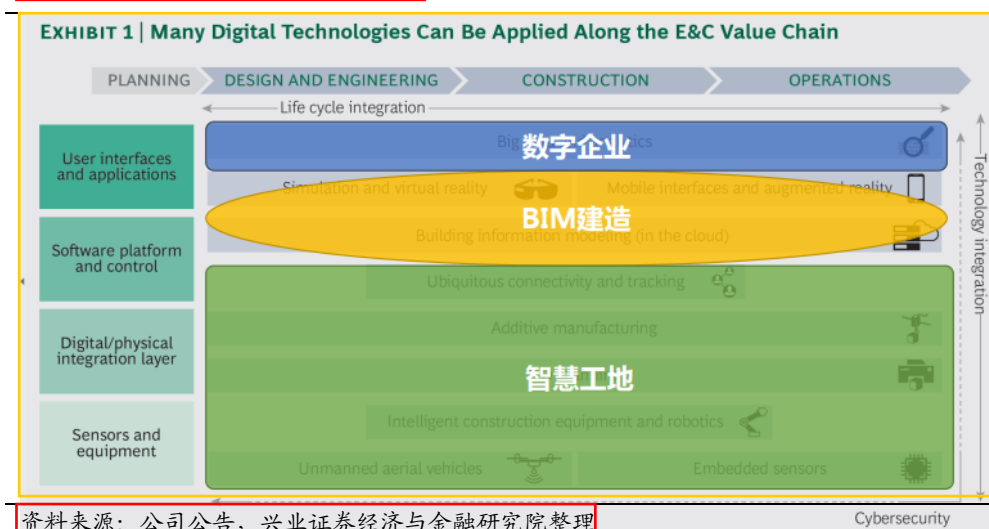 EXHIBIT 1 | Many Digital Technologies Can Be Applied Along the E&C Value Chain
PLANNING DESIGN AND ENGINEERING CONSTRUCTION OPERATIONS
Life cycle integration
数字企业
User interfaces
and applications
Simulation and virtual reality
Mobile interfaces and augmented reality
BIM建造
Building information modeling (in the cloud)
Software platform
and control
Ubiquitous connectivity and tracking
Additive manufacturing
Digital/physical
integration layer
智慧工地
Intelligent construction equipment and robotics
Sensors and
equipment
Unmanned aerial vehicles
Embedded sensors
Technology integration
Cybersecurity
资料来源：公司公告，兴业证券经济与金融研究院整理